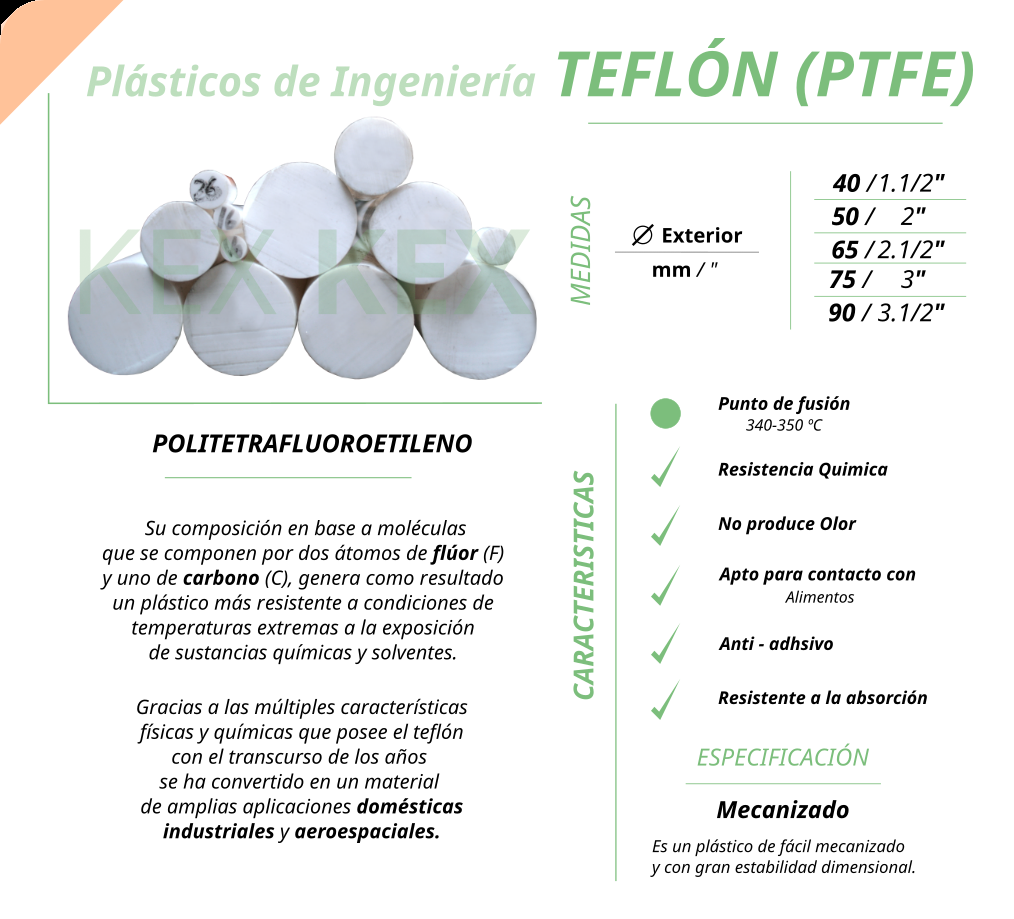 Plásticos de Ingeniería TEFLÓN (PTFE)
26
KEX KEX
MEDIDAS
Ø Exterior
mm / "
40 / 1.1/2"
50 / 2"
65 / 2.1/2"
75 / 3"
90 / 3.1/2"
POLITETRAFLUOROETILENO
Su composición en base a moléculas
que se componen por dos átomos de flúor (F)
y uno de carbono (C), genera como resultado
un plástico más resistente a condiciones de
temperaturas extremas a la exposición
de sustancias químicas y solventes.
Gracias a las múltiples características
físicas y químicas que posee el teflón
con el transcurso de los años
se ha convertido en un material
de amplias aplicaciones domésticas
industriales y aeroespaciales.
CARACTERISTICAS
Punto de fusión
340-350 ºC
Resistencia Quimica
No produce Olor
Apto para contacto con
Alimentos
Anti - adhsivo
Resistente a la absorción
ESPECIFICACIÓN
Mecanizado
Es un plástico de fácil mecanizado
y con gran estabilidad dimensional.